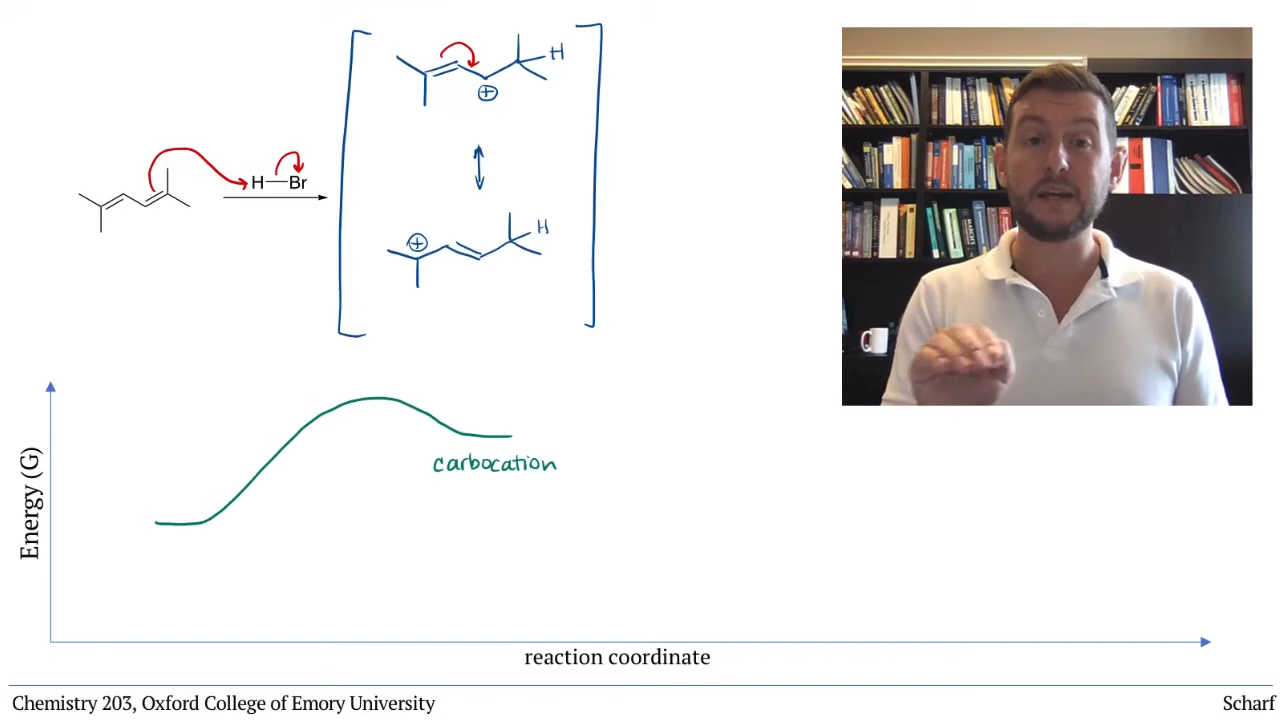 H
⊕
H—Br
⊕
H
carbocation
Energy (G)
reaction coordinate
Chemistry 203, Oxford College of Emory University
Scharf